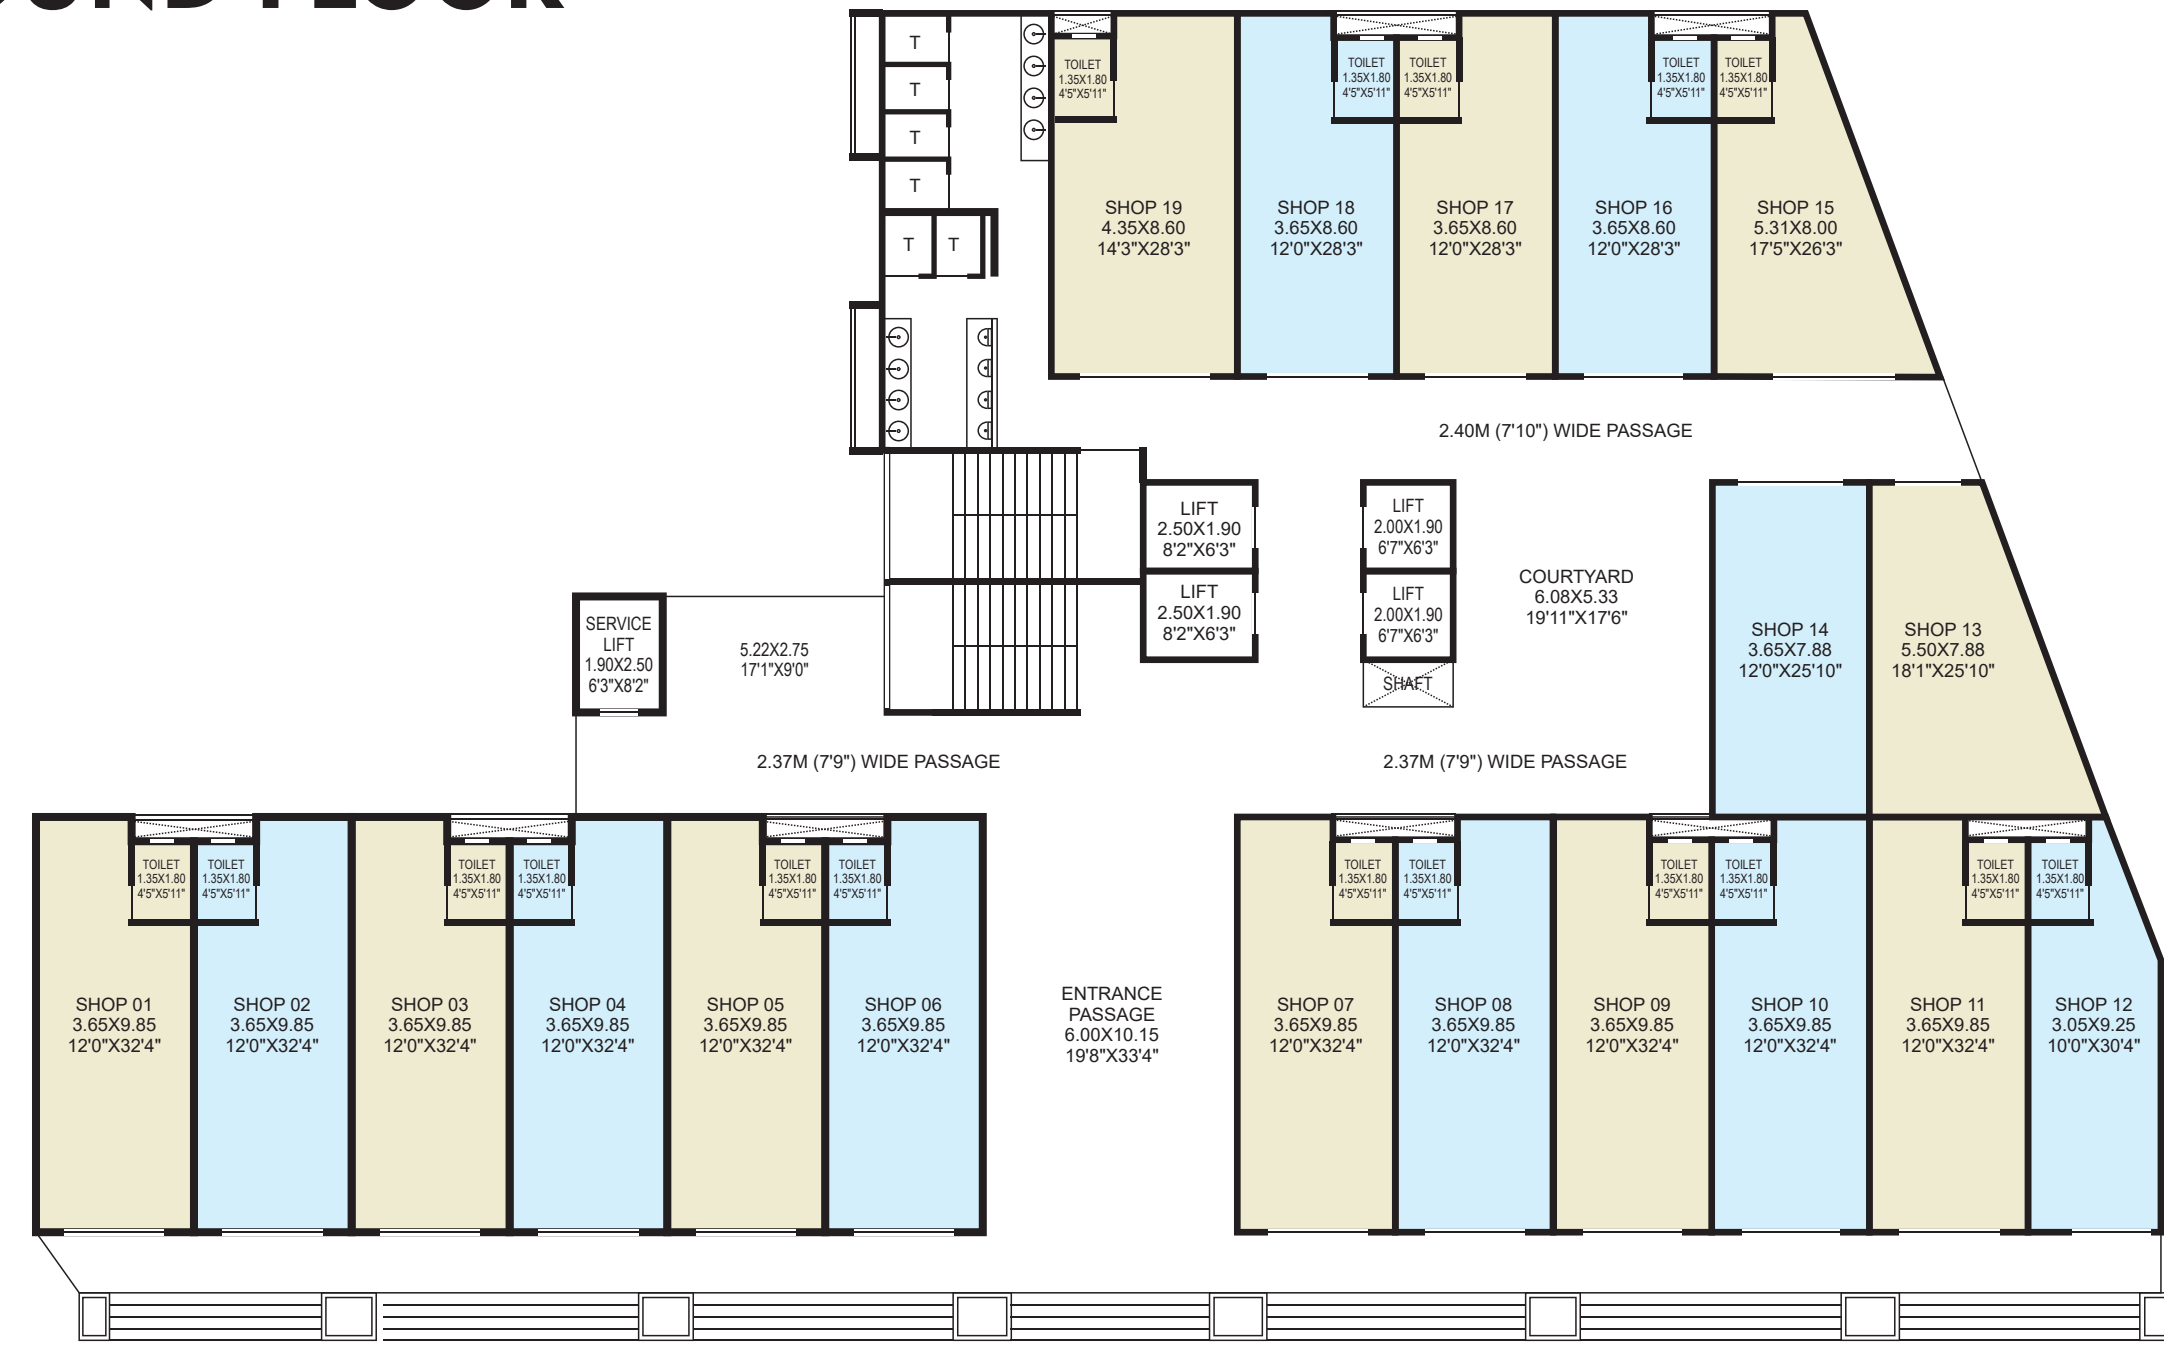 T
T
T
T
T
T
TOILET
1.35X1.80
4'5"X5'11"
TOILET
1.35X1.80
4'5"X5'11"
TOILET
1.35X1.80
4'5"X5'11"
TOILET
1.35X1.80
4'5"X5'11"
TOILET
1.35X1.80
4'5"X5'11"
SHOP 19
4.35X8.60
14'3"X28'3"
SHOP 18
3.65X8.60
12'0"X28'3"
SHOP 17
3.65X8.60
12'0"X28'3"
SHOP 16
3.65X8.60
12'0"X28'3"
SHOP 15
5.31X8.00
17'5"X26'3"
2.40M (7'10") WIDE PASSAGE
LIFT
2.50X1.90
8'2"X6'3"
LIFT
2.00X1.90
6'7"X6'3"
LIFT
2.50X1.90
8'2"X6'3"
LIFT
2.00X1.90
6'7"X6'3"
SHAFT
COURTYARD
6.08X5.33
19'11"X17'6"
SERVICE
LIFT
1.90X2.50
6'3"X8'2"
5.22X2.75
17'1"X9'0"
SHOP 14
3.65X7.88
12'0"X25'10"
SHOP 13
5.50X7.88
18'1"X25'10"
2.37M (7'9") WIDE PASSAGE
2.37M (7'9") WIDE PASSAGE
TOILET
1.35X1.80
4'5"X5'11"
TOILET
1.35X1.80
4'5"X5'11"
TOILET
1.35X1.80
4'5"X5'11"
TOILET
1.35X1.80
4'5"X5'11"
TOILET
1.35X1.80
4'5"X5'11"
TOILET
1.35X1.80
4'5"X5'11"
TOILET
1.35X1.80
4'5"X5'11"
TOILET
1.35X1.80
4'5"X5'11"
TOILET
1.35X1.80
4'5"X5'11"
TOILET
1.35X1.80
4'5"X5'11"
TOILET
1.35X1.80
4'5"X5'11"
TOILET
1.35X1.80
4'5"X5'11"
SHOP 01
3.65X9.85
12'0"X32'4"
SHOP 02
3.65X9.85
12'0"X32'4"
SHOP 03
3.65X9.85
12'0"X32'4"
SHOP 04
3.65X9.85
12'0"X32'4"
SHOP 05
3.65X9.85
12'0"X32'4"
SHOP 06
3.65X9.85
12'0"X32'4"
ENTRANCE
PASSAGE
6.00X10.15
19'8"X33'4"
SHOP 07
3.65X9.85
12'0"X32'4"
SHOP 08
3.65X9.85
12'0"X32'4"
SHOP 09
3.65X9.85
12'0"X32'4"
SHOP 10
3.65X9.85
12'0"X32'4"
SHOP 11
3.65X9.85
12'0"X32'4"
SHOP 12
3.05X9.25
10'0"X30'4"